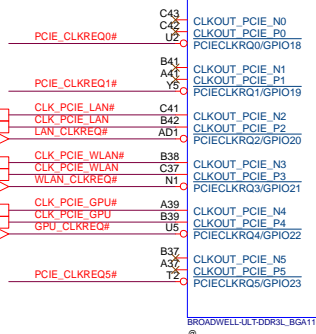 C43 CLKOUT_PCIE_N0
C42 CLKOUT_PCIE_P0
PCIE_CLKREQ0# U2 PCIECLKRQ0/GPIO18
B41 CLKOUT_PCIE_N1
A41 CLKOUT_PCIE_P1
PCIE_CLKREQ1# Y5 PCIECLKRQ1/GPIO19
CLK_PCIE_LAN# C41 CLKOUT_PCIE_N2
CLK_PCIE_LAN B42 CLKOUT_PCIE_P2
LAN_CLKREQ# AD1 PCIECLKRQ2/GPIO20
CLK_PCIE_WLAN# B38 CLKOUT_PCIE_N3
CLK_PCIE_WLAN C37 CLKOUT_PCIE_P3
WLAN_CLKREQ# N1 PCIECLKRQ3/GPIO21
CLK_PCIE_GPU# A39 CLKOUT_PCIE_N4
CLK_PCIE_GPU B39 CLKOUT_PCIE_P4
GPU_CLKREQ# U5 PCIECLKRQ4/GPIO22
B37 CLKOUT_PCIE_N5
A37 CLKOUT_PCIE_P5
PCIE_CLKREQ5# T2 PCIECLKRQ5/GPIO23
BROADWELL-ULT-DDR3L_BGA11
@